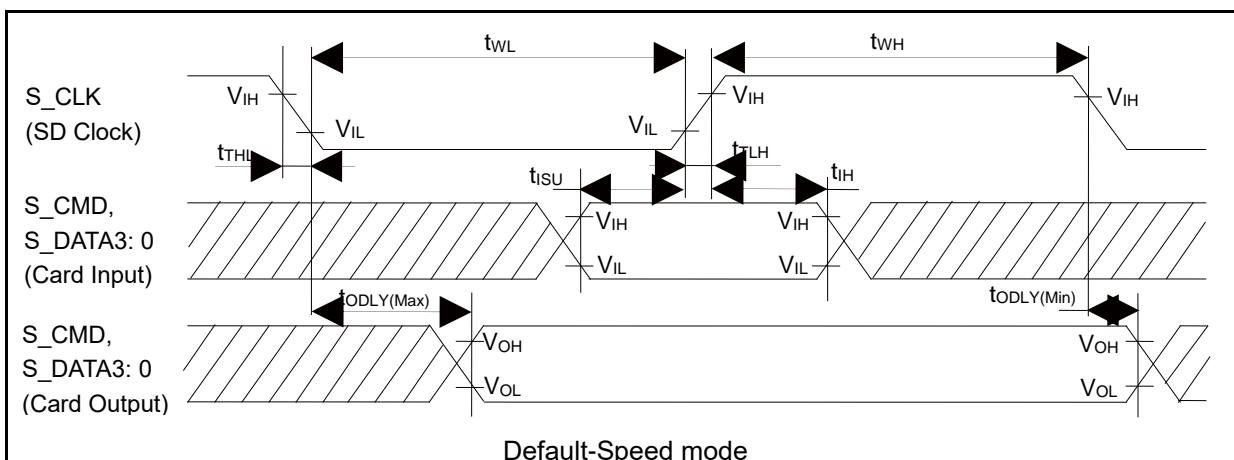 tWL
tWH
S_CLK
(SD Clock)
VIH
VIH
VIH
VIL
VIL
tTHL
tTLH
tISU
tIH
S_CMD,
S_DATA3: 0
(Card Input)
VIH
VIH
VIL
VIL
tODLY(Max)
tODLY(Min)
S_CMD,
S_DATA3: 0
(Card Output)
VOH
VOH
VOL
VOL
Default-Speed mode